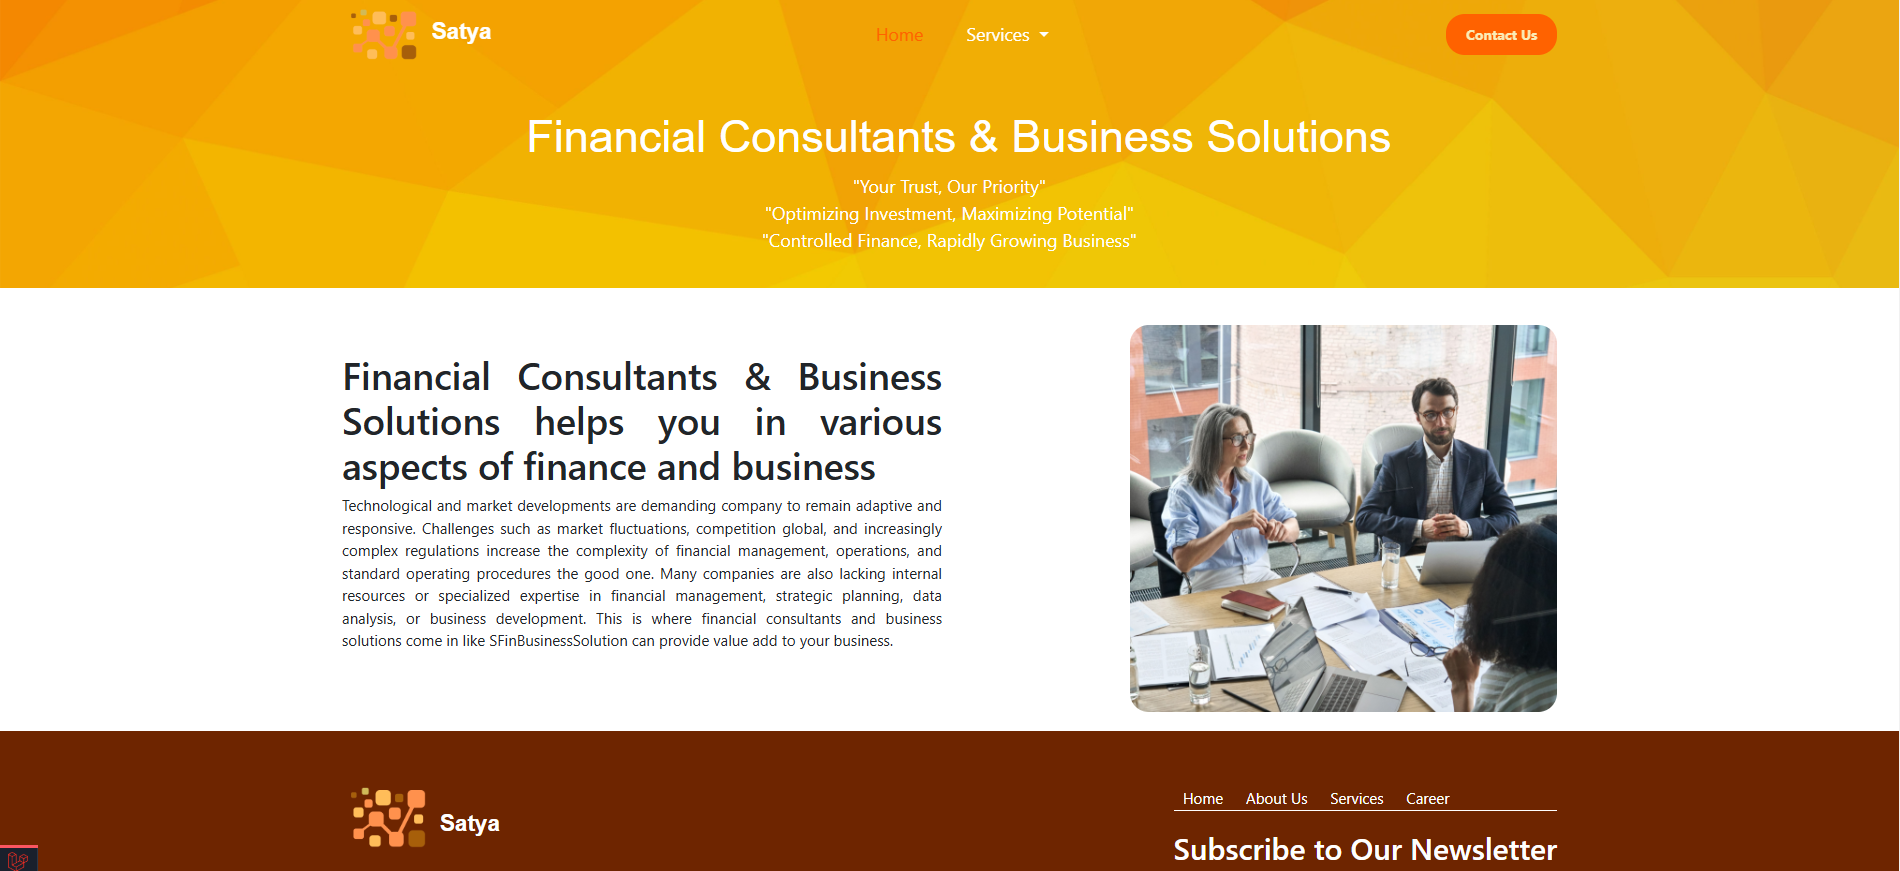 Satya
Home
Services
Contact Us
Financial Consultants & Business Solutions
"Your Trust, Our Priority"
"Optimizing Investment, Maximizing Potential"
"Controlled Finance, Rapidly Growing Business"
Financial Consultants & Business
Solutions helps you in various
aspects of finance and business
Technological and market developments are demanding company to remain adaptive and
responsive. Challenges such as market fluctuations, competition global, and increasingly
complex regulations increase the complexity of financial management, operations, and
standard operating procedures the good one. Many companies are also lacking internal
resources or specialized expertise in financial management, strategic planning, data
analysis, or business development. This is where financial consultants and business
solutions come in like SFinBusinessSolution can provide value add to your business.
Satya
Home
About Us
Services
Career
Subscribe to Our Newsletter